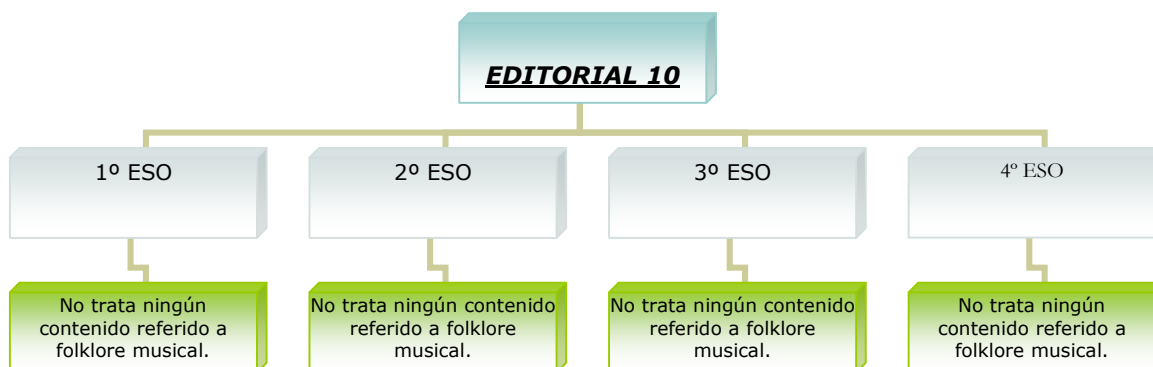 EDITORIAL 10
1º ESO
2º ESO
3º ESO
4º ESO
No trata ningún
contenido referido a
folklore musical.
No trata ningún contenido
referido a folklore
musical.
No trata ningún contenido
referido a folklore
musical.
No trata ningún
contenido referido a
folklore musical.